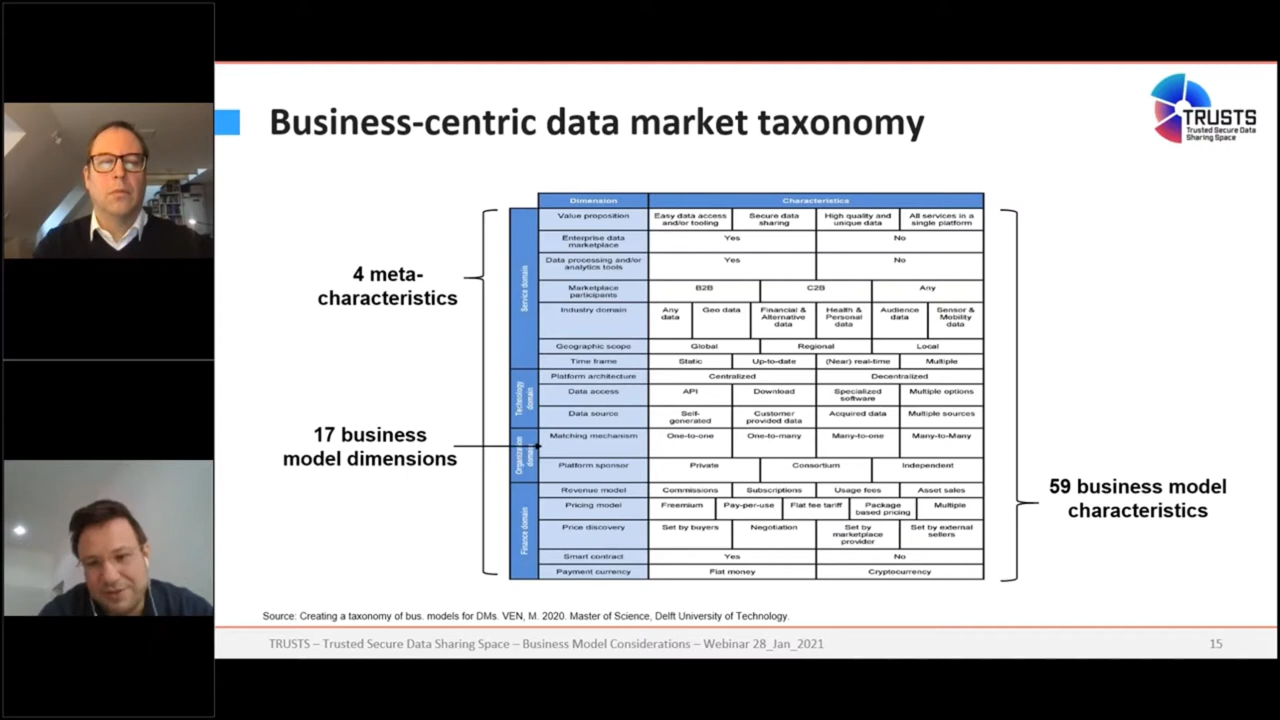 Business-centric data market taxonomy
TRUSTS
Trusted Secure Data
Sharing Space
4 meta-
characteristics
17 business
model dimensions
59 business model
characteristics
Dimension Characteristics
Service domain
Value proposition
Easy data access and/or tooling
Secure data sharing
High quality and unique data
All services in a single platform
Enterprise data marketplace
Yes No
Data processing and/or analytics tools
Yes No
Marketplace participants
B2B C2B Any
Industry domain
Any data
Geo data
Financial & Alternative data
Health & Personal data
Audience data
Sensor & Mobility data
Geographic scope
Global Regional Local
Time frame
Static Up-to-date (Near) real-time Multiple
Technology domain
Platform architecture
Centralized Decentralized
Data access
API Download Specialized software Multiple options
Data source
Self-generated
Customer provided data
Acquired data
Multiple sources
Organization domain
Matching mechanism
One-to-one One-to-many Many-to-one Many-to-Many
Platform sponsor
Private Consortium Independent
Finance domain
Revenue model
Commissions Subscriptions Usage fees Asset sales
Pricing model
Freemium Pay-per-use Flat fee tariff Package based pricing Multiple
Price discovery
Set by buyers
Negotiation
Set by marketplace provider
Set by external sellers
Smart contract
Yes No
Payment currency
Fiat money Cryptocurrency
Source: Creating a taxonomy of bus. models for DMs. VEN, M. 2020. Master of Science, Delft University of Technology.
TRUSTS – Trusted Secure Data Sharing Space – Business Model Considerations – Webinar 28_Jan_2021
15